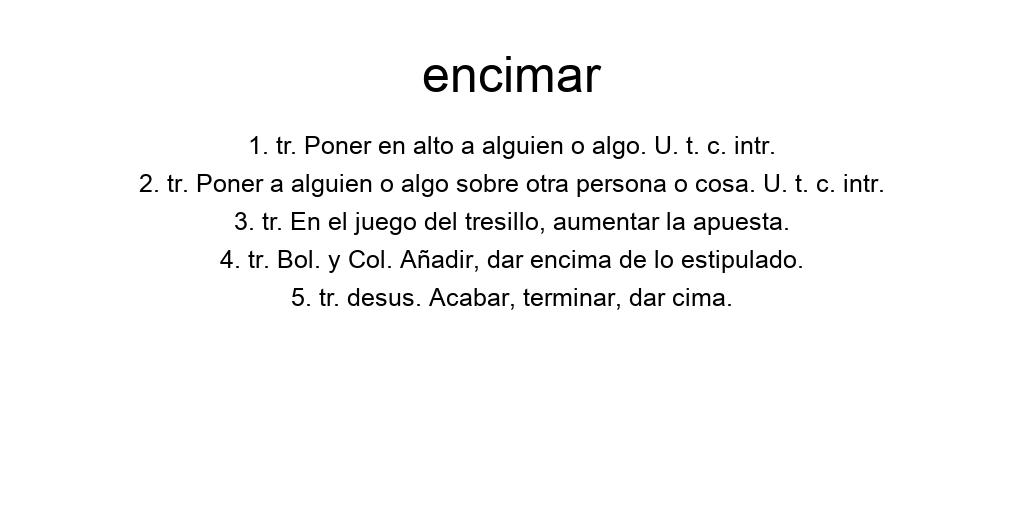 encimar
1. tr. Poner en alto a alguien o algo. U. t. c. intr.
2. tr. Poner a alguien o algo sobre otra persona o cosa. U. t. c. intr.
3. tr. En el juego del tresillo, aumentar la apuesta.
4. tr. Bol. y Col. Añadir, dar encima de lo estipulado.
5. tr. desus. Acabar, terminar, dar cima.